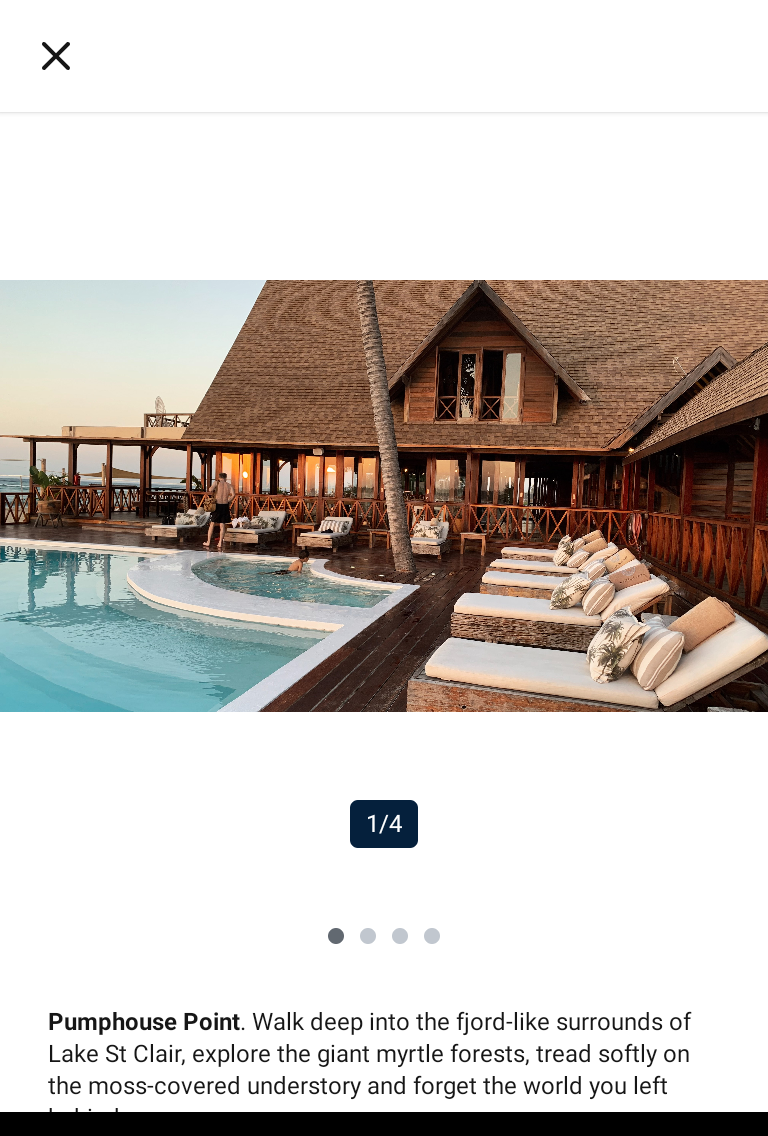 1/4
Pumphouse Point. Walk deep into the fjord-like surrounds of
Lake St Clair, explore the giant myrtle forests, tread softly on
the moss-covered understory and forget the world you left